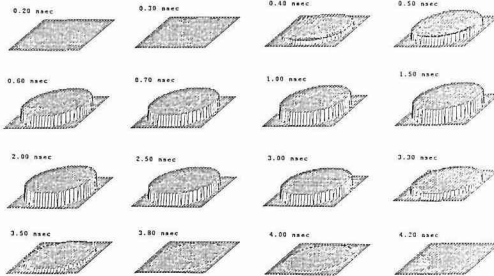 0.20 nsec
0.30 nsec
0.40 nsec
0.50 nsec
0.60 nsec
0.70 nsec
1.00 nsec
1.50 nsec
2.00 nsec
2.50 nsec
3.00 nsec
3.30 nsec
3.50 nsec
3.80 nsec
4.00 nsec
4.20 nsec